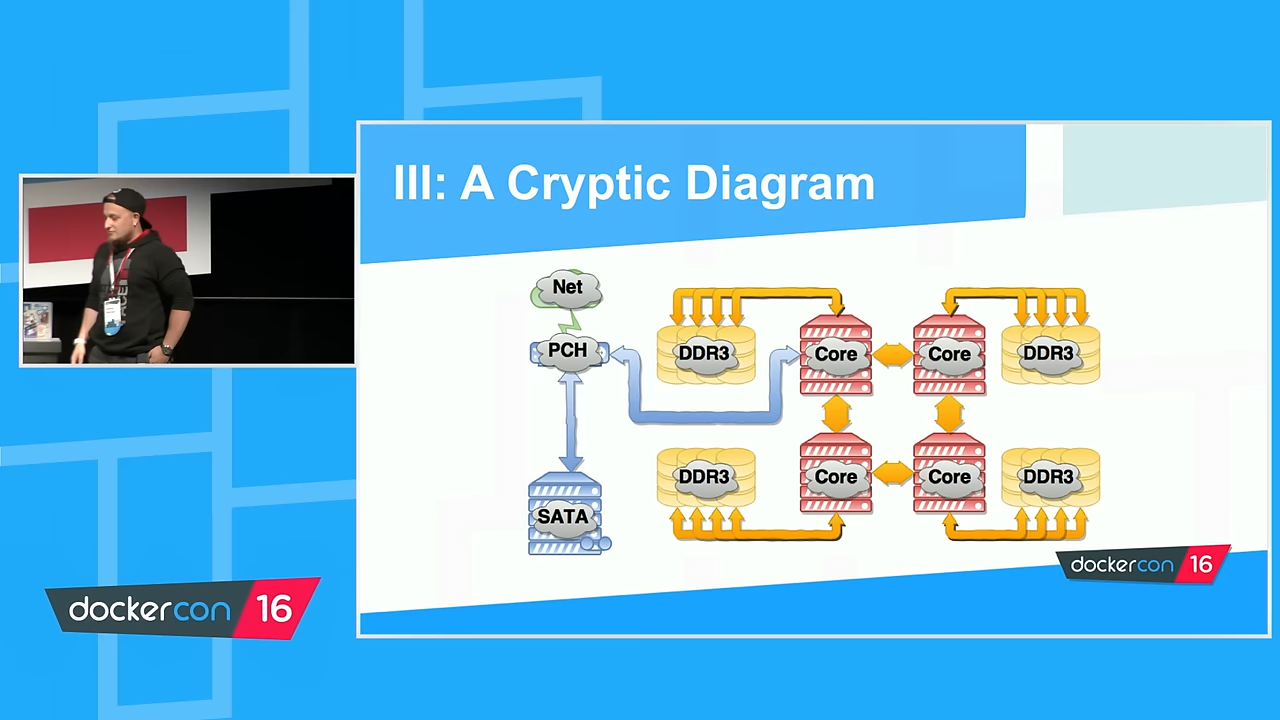 III: A Cryptic Diagram
Net
PCH
DDR3
Core
Core
DDR3
SATA
DDR3
Core
Core
DDR3
dockercon 16
dockercon 16